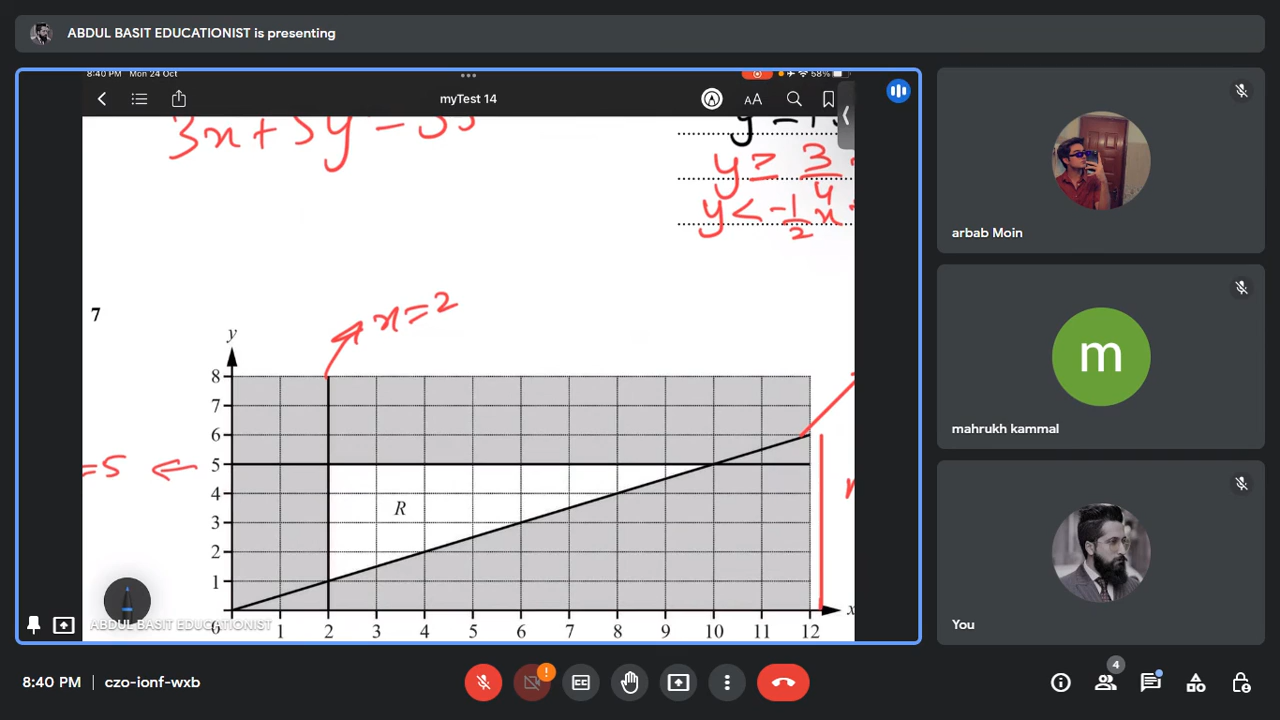 ABDUL BASIT EDUCATIONIST is presenting
8:40 PM Mon 24 Oct
58%
myTest 14
AA
3x + 5y = 35
y ≥ 3/4
y < -1/2 x
7
x = 2
y
8
7
6
5
4
3
2
1
0
= 5
R
1 2 3 4 5 6 7 8 9 10 11 12
x
ABDUL BASIT EDUCATIONIST
arbab Moin
m
mahrukh kammal
You
8:40 PM | czo-ionf-wxb
CC
4